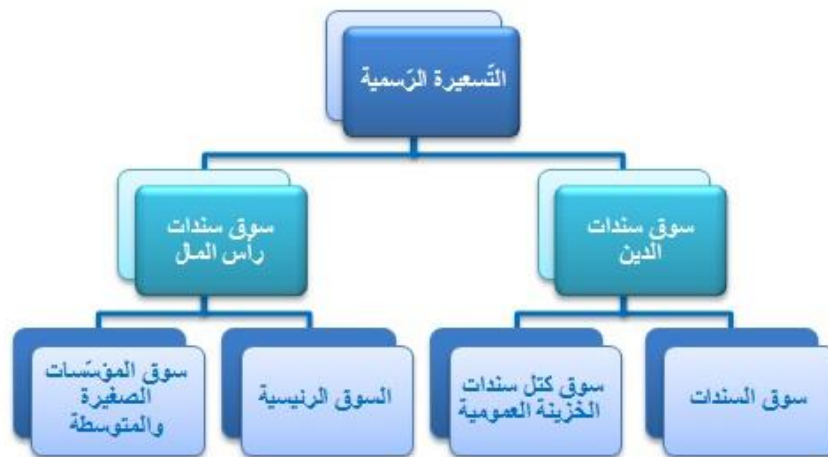 التّسعيرة الرّسمية
سوق سندات
الدين
سوق سندات
رأس المال
سوق السندات
سوق كتل سندات
الخزينة العمومية
السوق الرئيسية
سوق المؤسّسات
الصغيرة
والمتوسطة